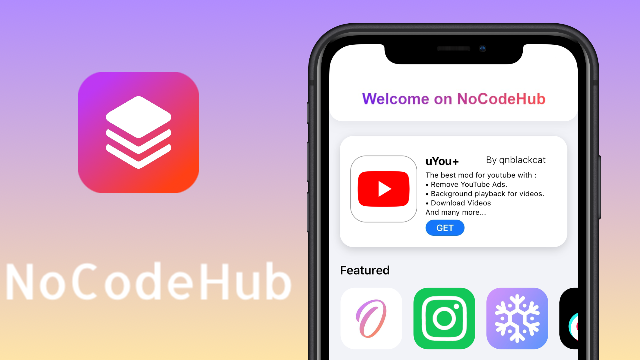 NoCodeHub
Welcome on NoCodeHub
uYou+
By qnblackcat
The best mod for youtube with :
• Remove YouTube Ads.
• Background playback for videos.
• Download Videos
And many more...
GET
Featured